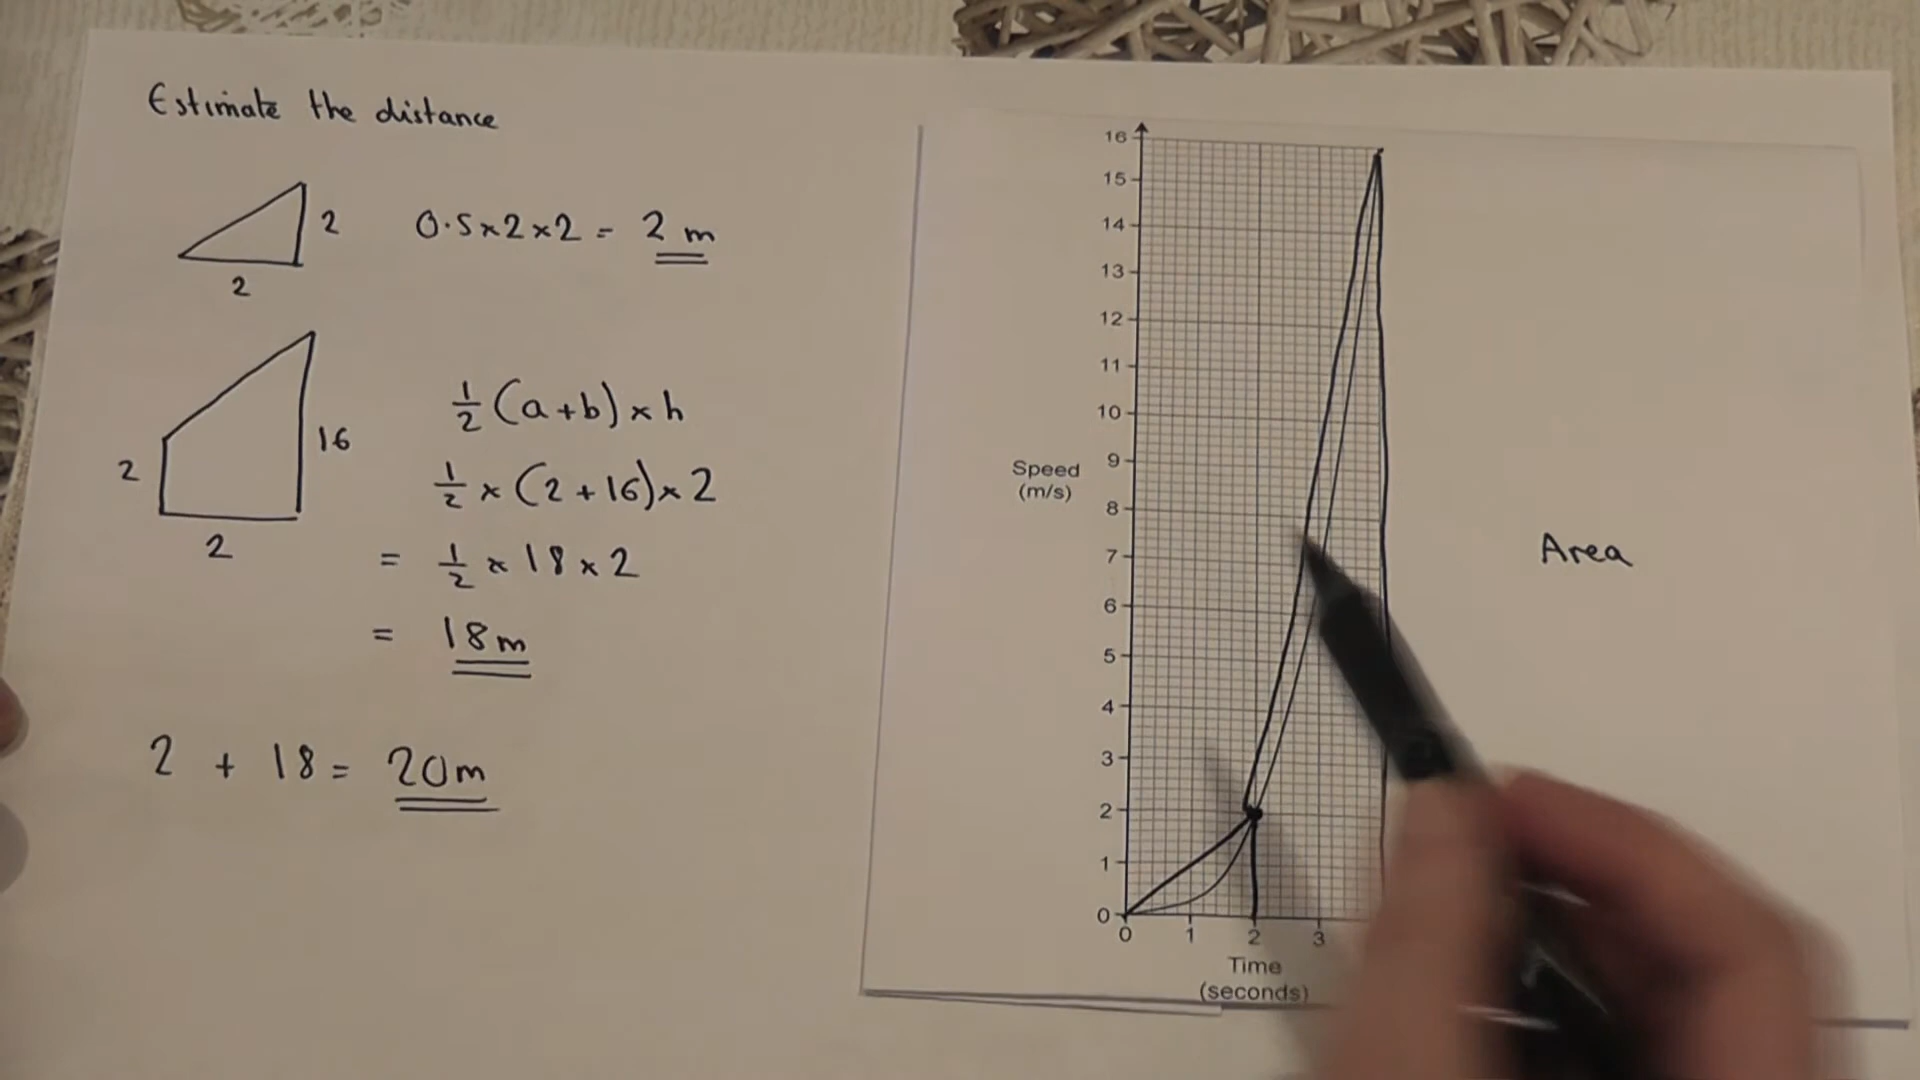 Estimate the distance
2
2
0.5×2×2 = 2 m
2
16
2
½(a+b)×h
½×(2+16)×2
= ½×18×2
= 18m
2 + 18 = 20m
16
15
14
13
12
11
10
9
8
7
6
5
4
3
2
1
0
Speed
(m/s)
0 1 2 3
Time
(seconds)
Area